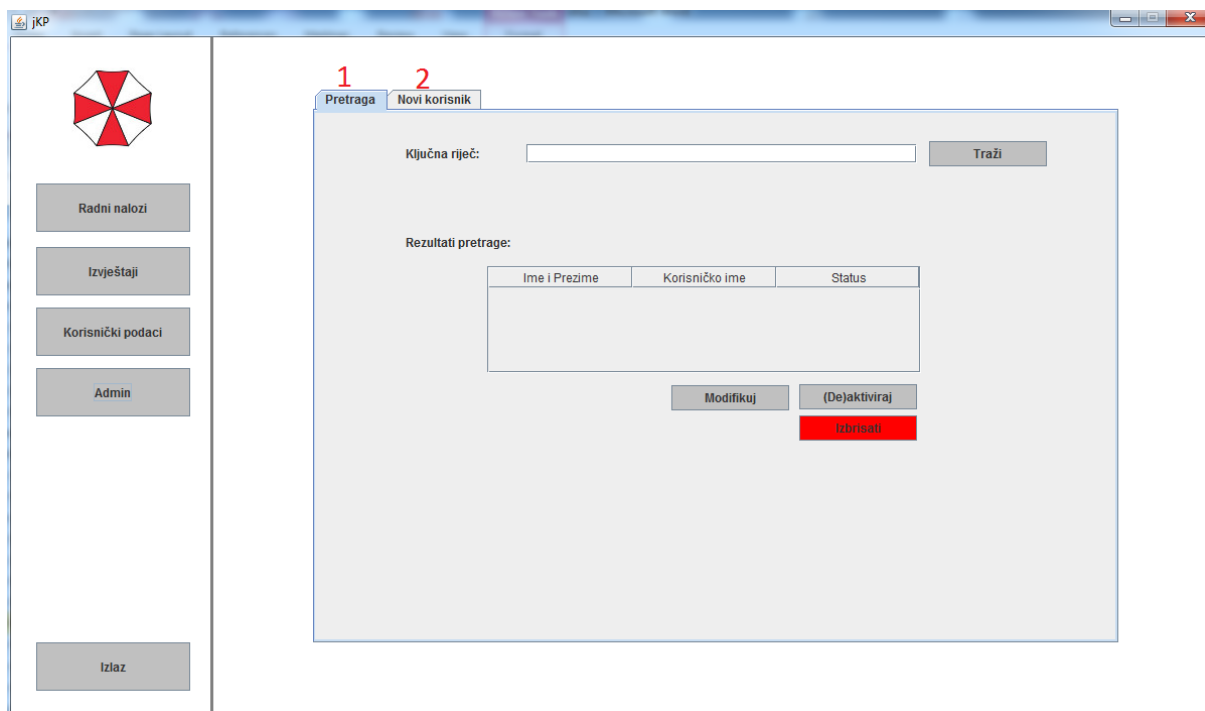 jKP
1
2
Pretraga
Novi korisnik
Ključna riječ:
Traži
Radni nalozi
Rezultati pretrage:
Izvještaji
Ime i Prezime
Korisničko ime
Status
Korisnički podaci
Admin
Modifikuj
(De)aktiviraj
Izbrisati
Izlaz